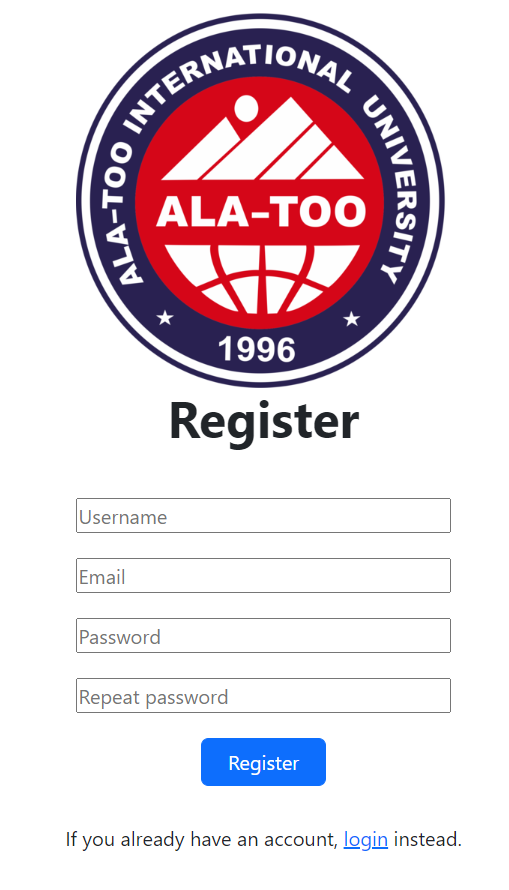 ALA-TOO INTERNATIONAL UNIVERSITY
ALA-TOO
1996
Register
Username
Email
Password
Repeat password
Register
If you already have an account, login instead.